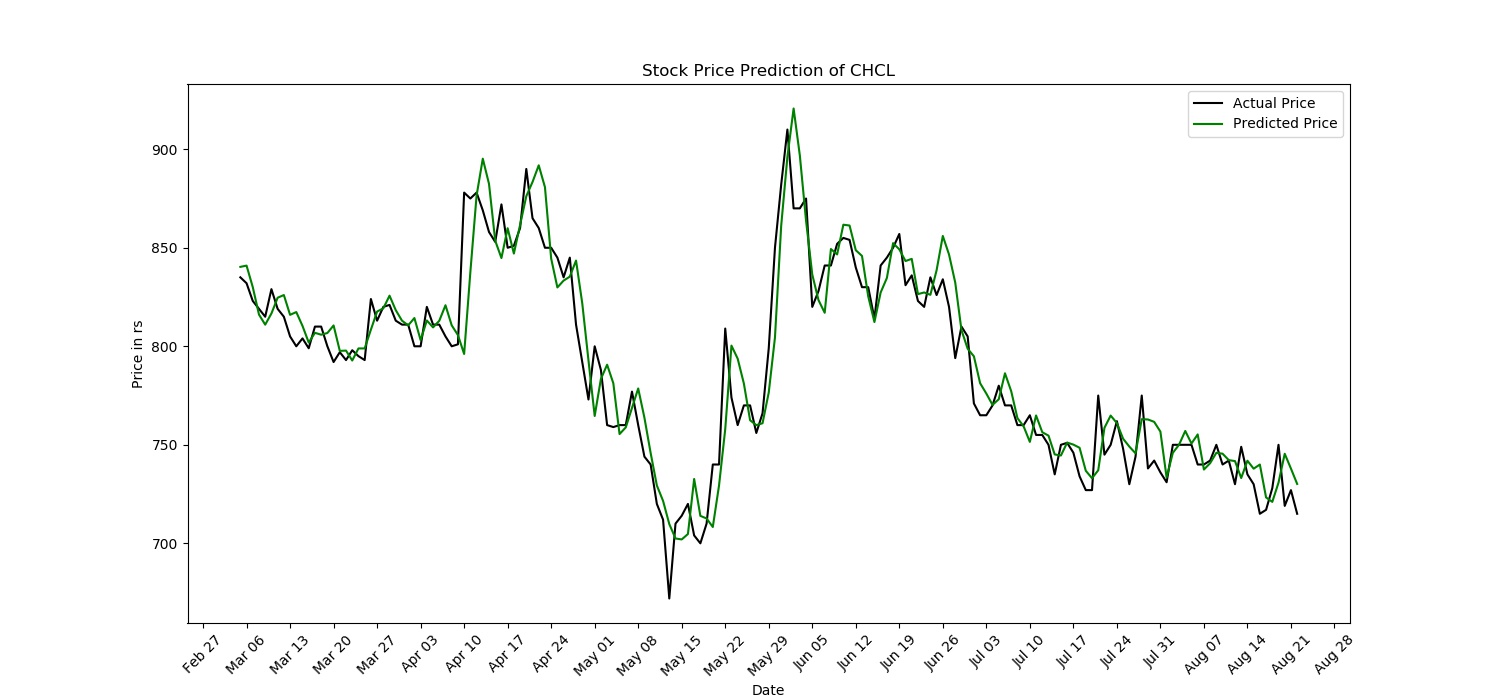 Stock Price Prediction of CHCL
Actual Price
Predicted Price
Price in rs
900
850
800
750
700
Feb 27
Mar 06
Mar 13
Mar 20
Mar 27
Apr 03
Apr 10
Apr 17
Apr 24
May 01
May 08
May 15
May 22
May 29
Jun 05
Jun 12
Jun 19
Jun 26
Jul 03
Jul 10
Jul 17
Jul 24
Jul 31
Aug 07
Aug 14
Aug 21
Aug 28
Date